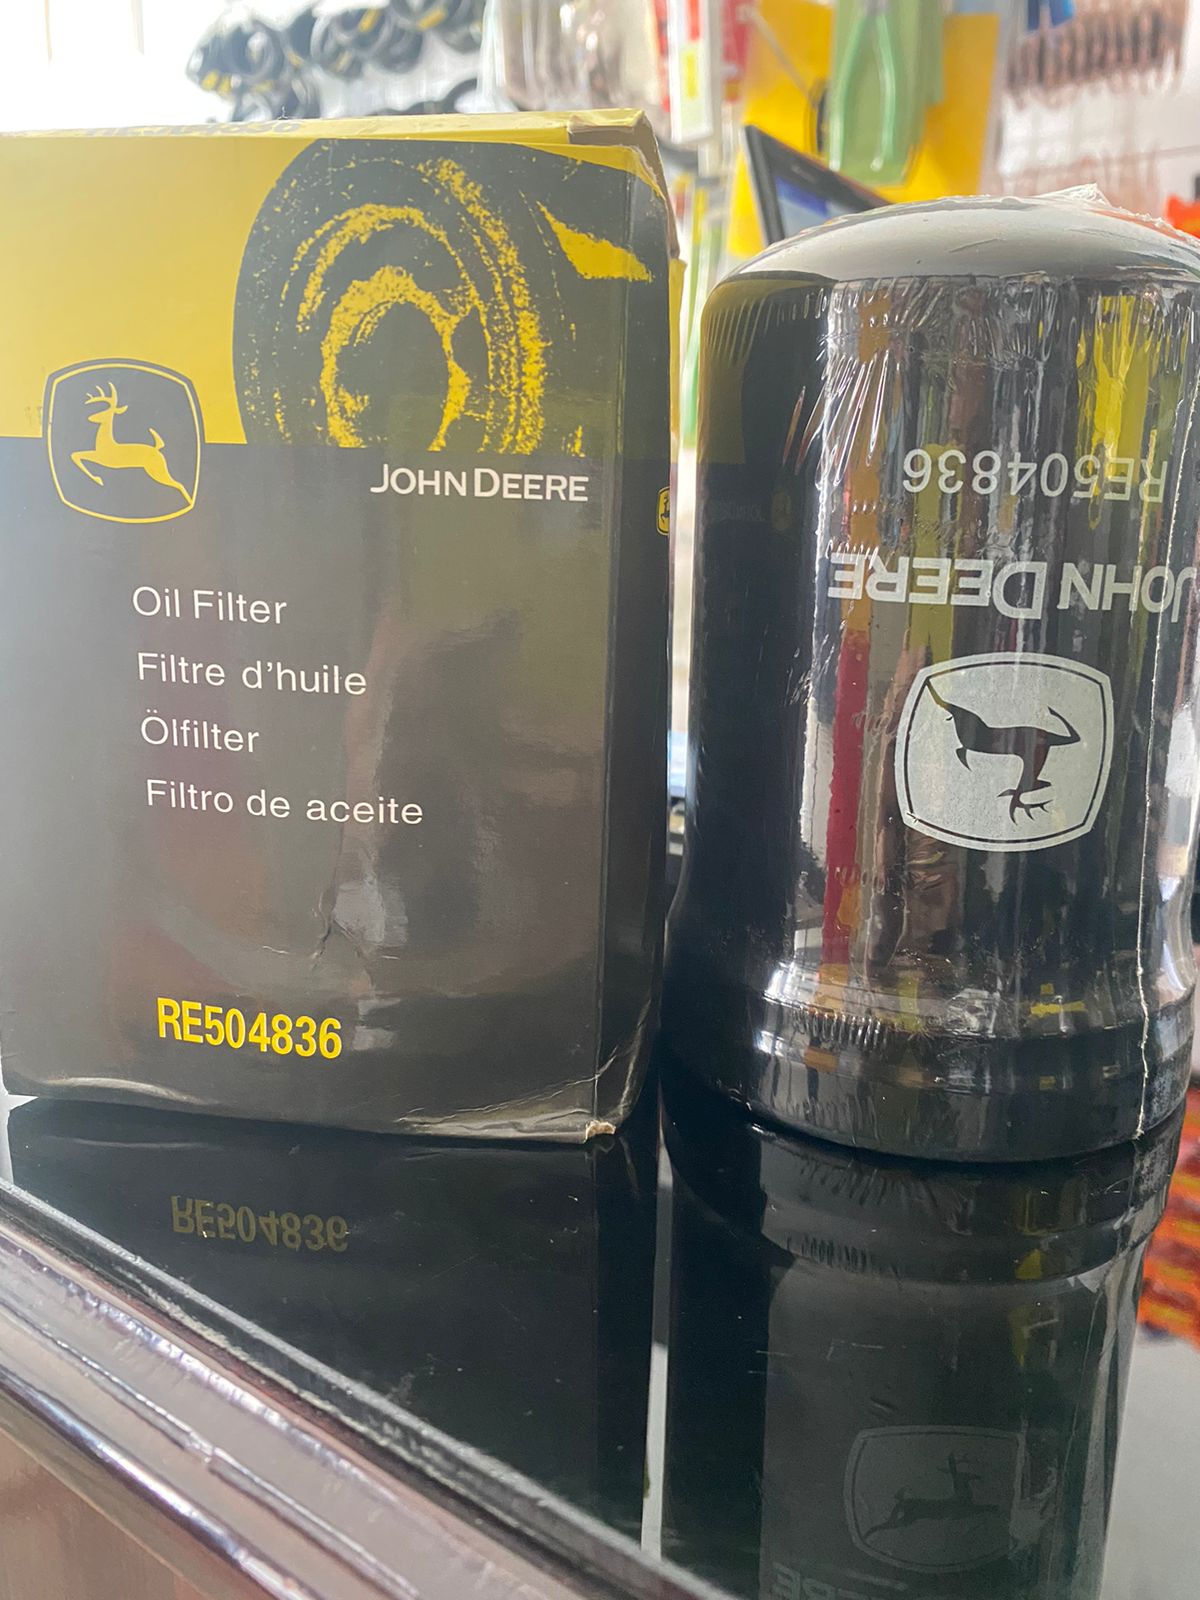 JOHN DEERE
Oil Filter
Filtre d'huile
Ölfilter
Filtro de aceite
RE504836
RE504836
JOHN DEERE